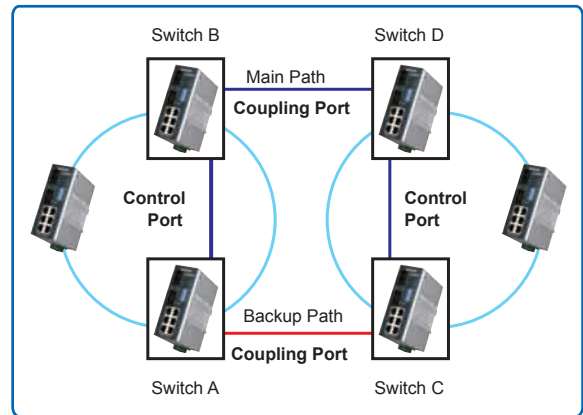 Switch B
Switch D
Main Path
Coupling Port
Control
Port
Control
Port
Backup Path
Coupling Port
Switch A
Switch C